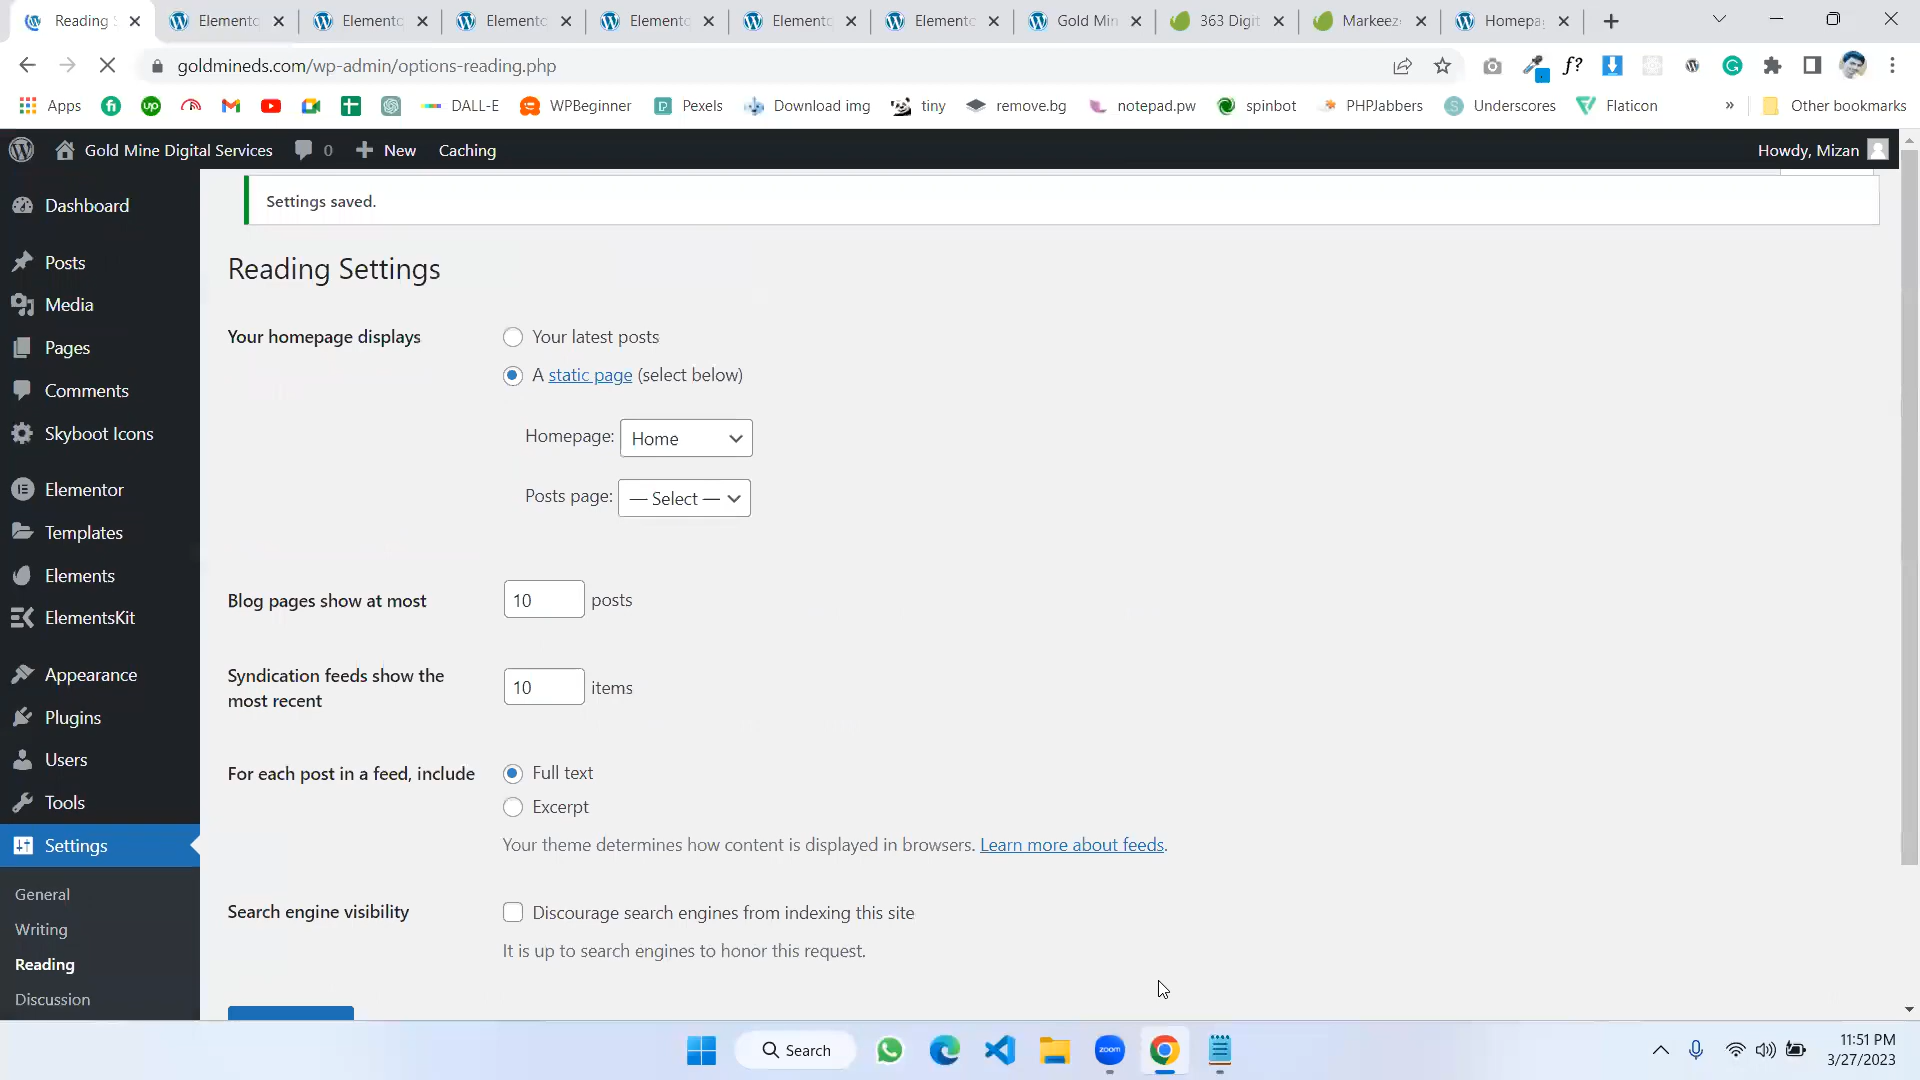 Reading S
Elemento
Elemento
Elemento
Elemento
Elemento
Elemento
Gold Min
363 Digit
Markeez
Homepag
goldmineds.com/wp-admin/options-reading.php
f?
Apps
DALL-E
WPBeginner
Pexels
Download img
tiny
remove.bg
notepad.pw
spinbot
PHPJabbers
Underscores
Flaticon
»
Other bookmarks
Gold Mine Digital Services
0
New
Caching
Howdy, Mizan
Dashboard
Posts
Media
Pages
Comments
Skyboot Icons
Elementor
Templates
Elements
ElementsKit
Appearance
Plugins
Users
Tools
Settings
General
Writing
Reading
Discussion
Settings saved.
Reading Settings
Your homepage displays
Your latest posts
A static page (select below)
Homepage: Home
Posts page: — Select —
Blog pages show at most
10 posts
Syndication feeds show the most recent
10 items
For each post in a feed, include
Full text
Excerpt
Your theme determines how content is displayed in browsers. Learn more about feeds.
Search engine visibility
Discourage search engines from indexing this site
It is up to search engines to honor this request.
Search
zoom
11:51 PM
3/27/2023